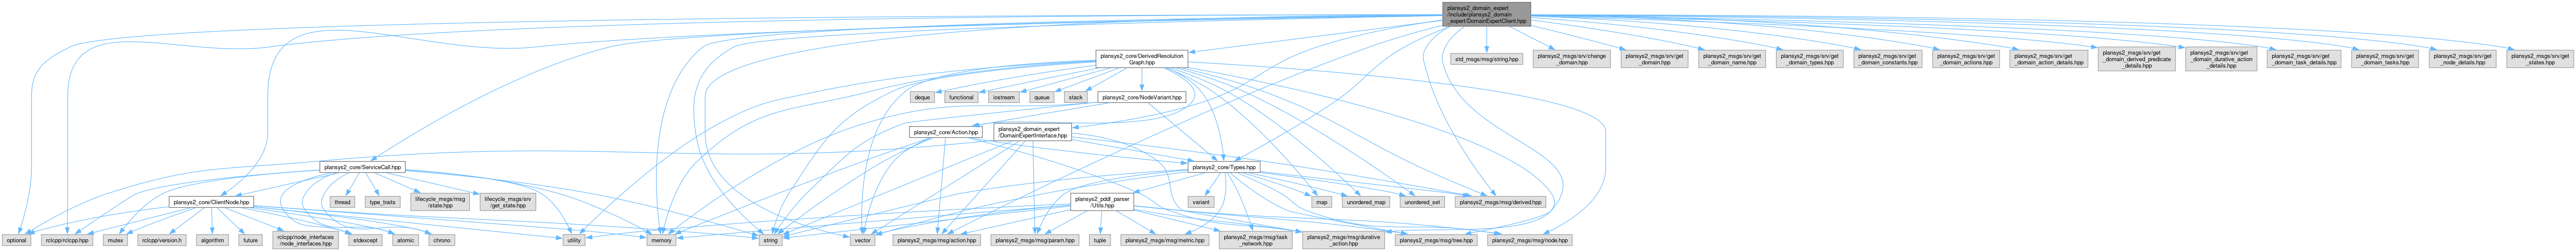 plansys2_domain_expert
/include/plansys2_domain
_expert/DomainExpertClient.hpp
plansys2_core/DerivedResolution
Graph.hpp
std_msgs/msg/string.hpp
plansys2_msgs/srv/change
_domain.hpp
plansys2_msgs/srv/get
_domain.hpp
plansys2_msgs/srv/get
_domain_name.hpp
plansys2_msgs/srv/get
_domain_types.hpp
plansys2_msgs/srv/get
_domain_constants.hpp
plansys2_msgs/srv/get
_domain_actions.hpp
plansys2_msgs/srv/get
_domain_action_details.hpp
plansys2_msgs/srv/get
_domain_derived_predicate
_details.hpp
plansys2_msgs/srv/get
_domain_durative_action
_details.hpp
plansys2_msgs/srv/get
_domain_task_details.hpp
plansys2_msgs/srv/get
_domain_tasks.hpp
plansys2_msgs/srv/get
_node_details.hpp
plansys2_msgs/srv/get
_states.hpp
deque
functional
iostream
queue
stack
plansys2_core/NodeVariant.hpp
plansys2_core/Action.hpp
plansys2_domain_expert
/DomainExpertInterface.hpp
plansys2_core/ServiceCall.hpp
plansys2_core/Types.hpp
plansys2_core/ClientNode.hpp
thread
type_traits
lifecycle_msgs/msg
/state.hpp
lifecycle_msgs/srv
/get_state.hpp
plansys2_pddl_parser
/Utils.hpp
variant
map
unordered_map
unordered_set
plansys2_msgs/msg/derived.hpp
optional
rclcpp/rclcpp.hpp
mutex
rclcpp/version.h
algorithm
future
rclcpp/node_interfaces
/node_interfaces.hpp
stdexcept
atomic
chrono
utility
memory
string
vector
plansys2_msgs/msg/action.hpp
plansys2_msgs/msg/param.hpp
tuple
plansys2_msgs/msg/metric.hpp
plansys2_msgs/msg/task
_network.hpp
plansys2_msgs/msg/durative
_action.hpp
plansys2_msgs/msg/tree.hpp
plansys2_msgs/msg/node.hpp